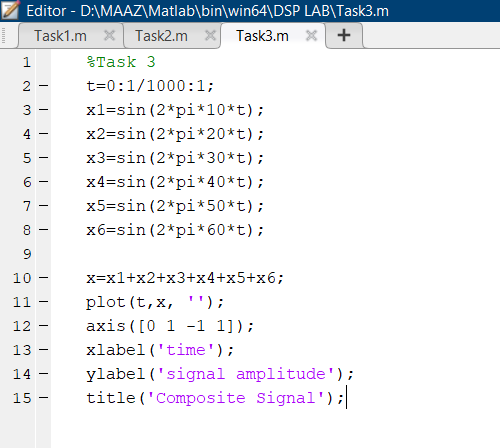 Editor - D:\MAAZ\Matlab\bin\win64\DSP LAB\Task3.m
Task1.m × Task2.m × Task3.m × +
1 %Task 3
2 – t=0:1/1000:1;
3 – x1=sin(2*pi*10*t);
4 – x2=sin(2*pi*20*t);
5 – x3=sin(2*pi*30*t);
6 – x4=sin(2*pi*40*t);
7 – x5=sin(2*pi*50*t);
8 – x6=sin(2*pi*60*t);
9
10 – x=x1+x2+x3+x4+x5+x6;
11 – plot(t,x, '');
12 – axis([0 1 -1 1]);
13 – xlabel('time');
14 – ylabel('signal amplitude');
15 – title('Composite Signal');